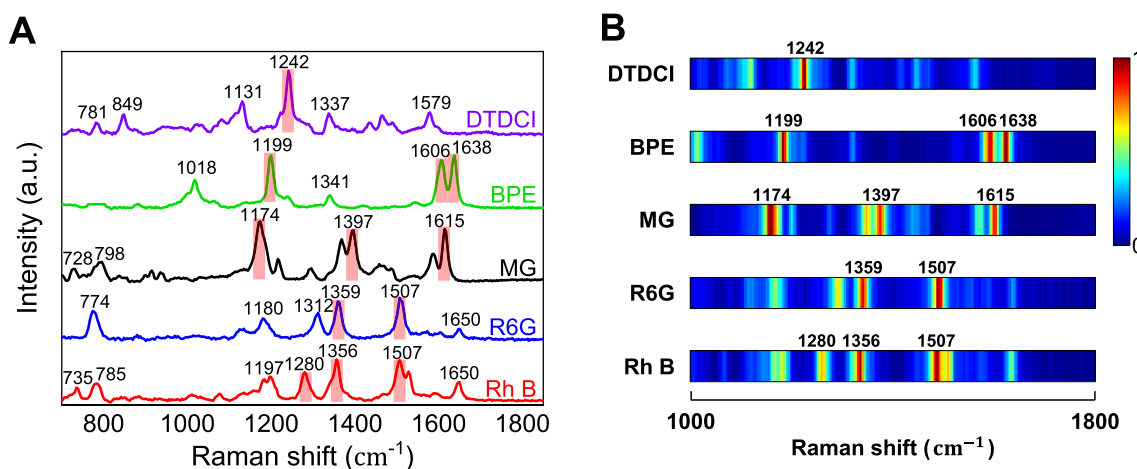 A
Intensity (a.u.)
1242
781 849 1131 1337 1579
DTDCI
1199 1606 1638
1018 1341
BPE
1174 1397 1615
728 798
MG
774 1180 1312 1359 1507 1650
R6G
735 785 1197 1280 1356 1507 1650
Rh B
800 1000 1200 1400 1600 1800
Raman shift (cm⁻¹)
B
1242
DTDCI
1199 1606 1638
BPE
1174 1397 1615
MG
1359 1507
R6G
1280 1356 1507
Rh B
1
0
1000 1800
Raman shift (cm⁻¹)